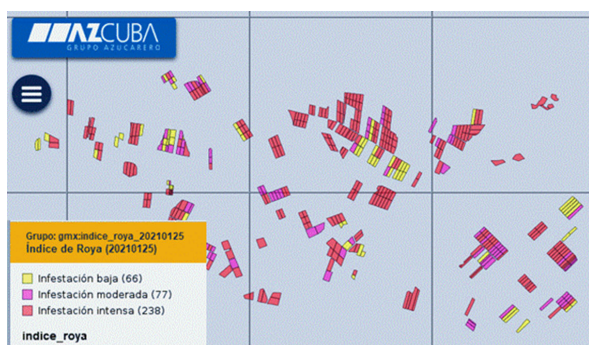 AZCUBA
GRUPO AZUCARERO
Grupo: gmx:indice_roya_20210125
Índice de Roya (20210125)
Infestación baja (66)
Infestación moderada (77)
Infestación intensa (238)
indice_roya